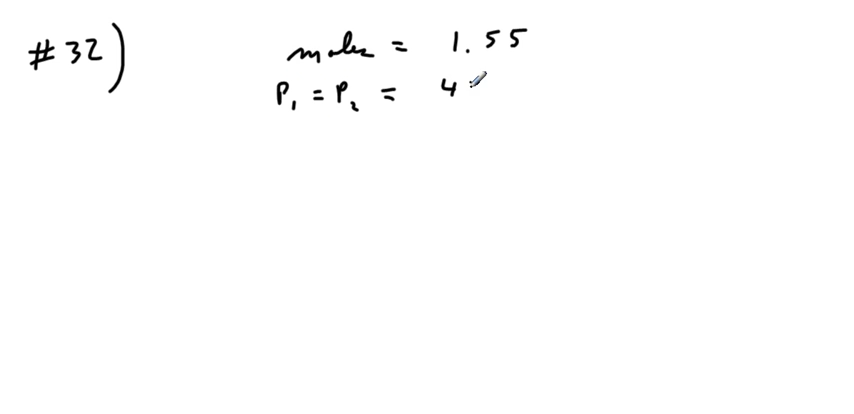 #32) moles = 1.55
P₁ = P₂ = 4